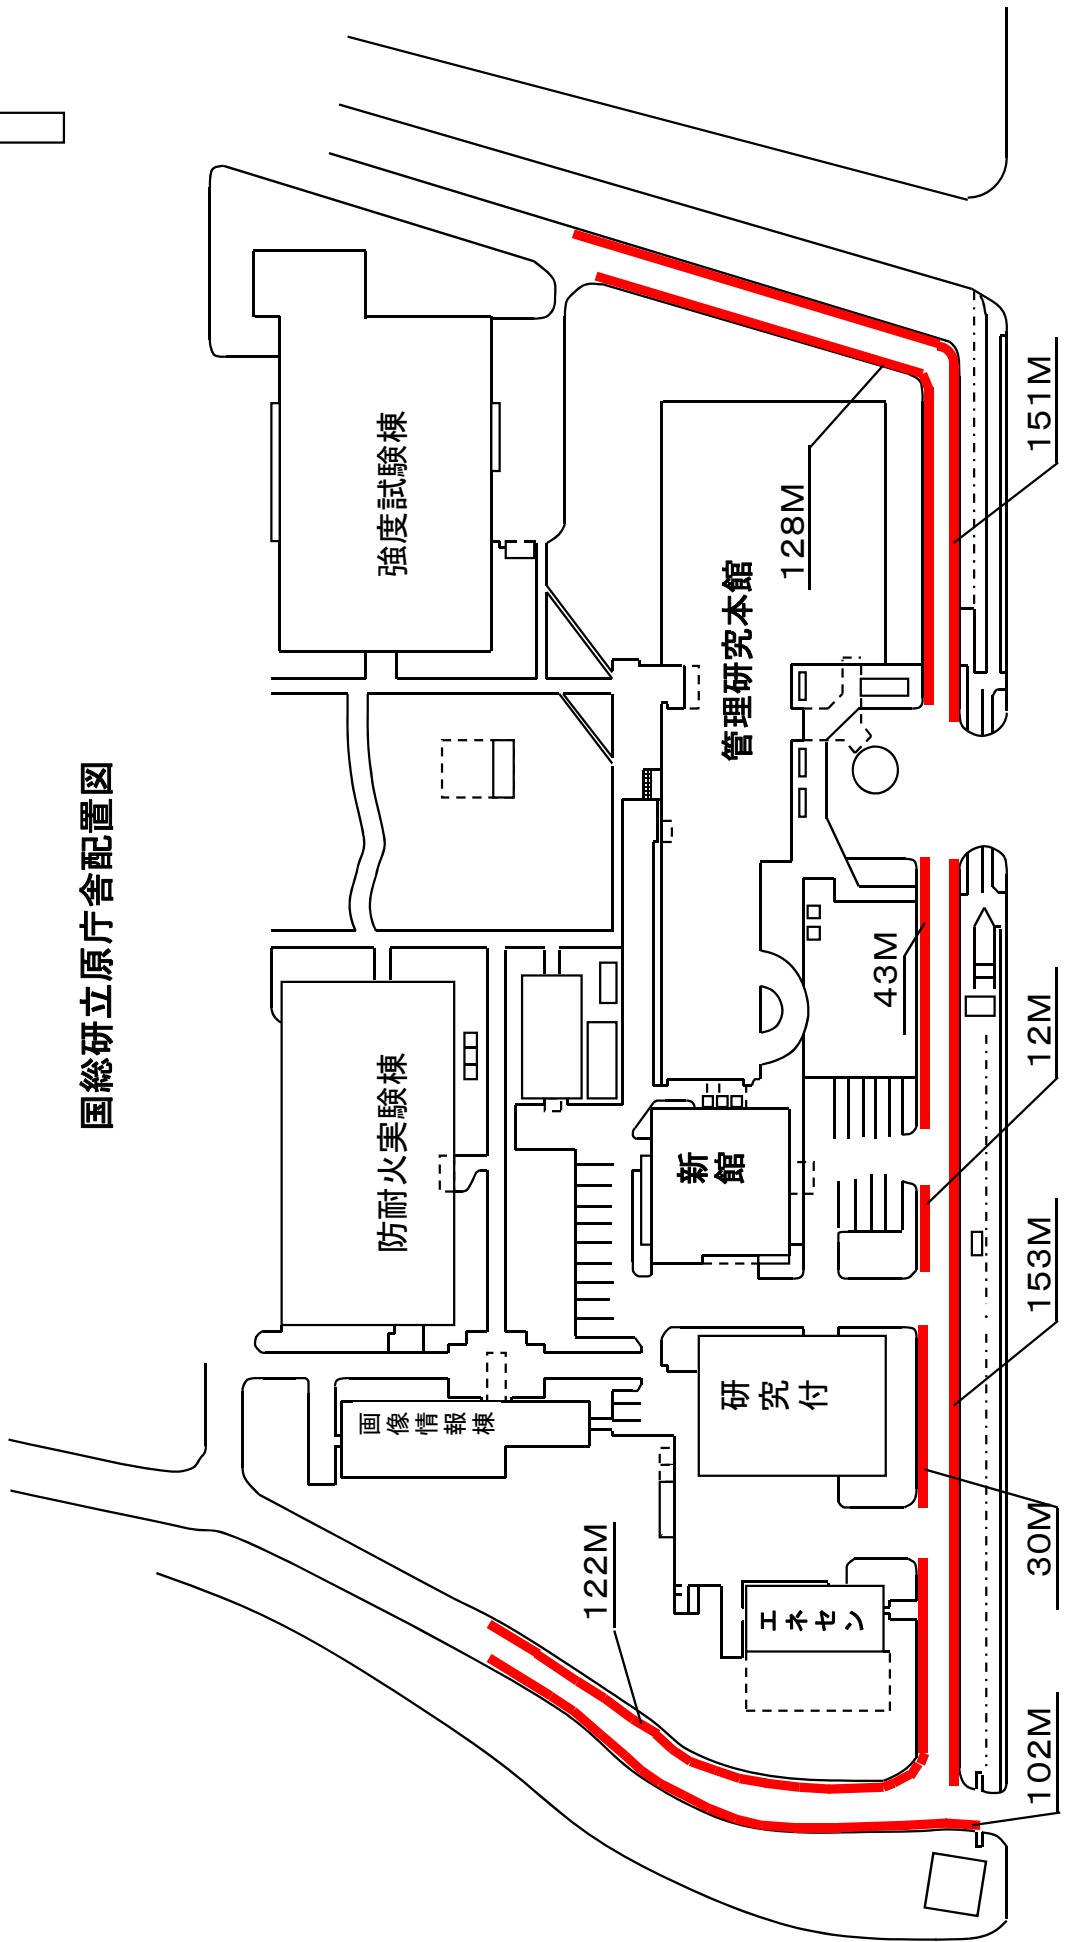 国総研立原庁舎配置図
強度試験棟
防耐火実験棟
画像情報棟
管理研究本館
新館
研究付
エネセン
122M
128M
43M
102M
30M
153M
12M
151M